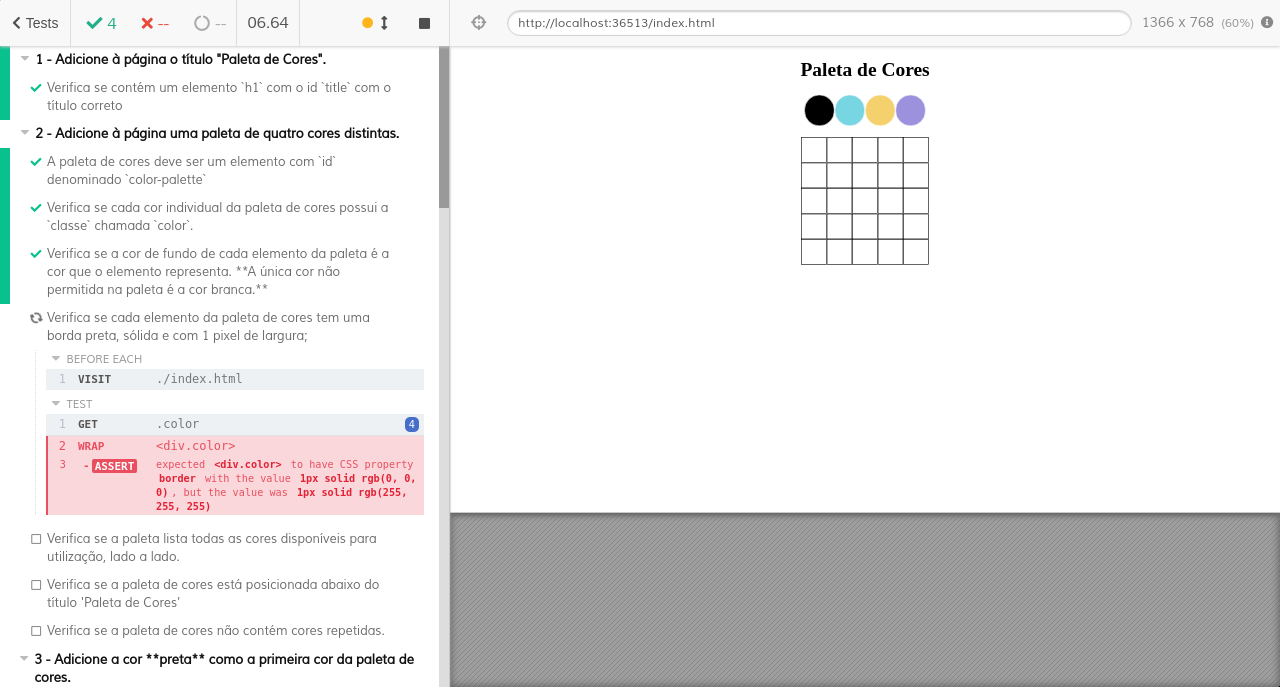 Tests 4 -- -- 06.64
http://localhost:36513/index.html 1366 x 768 (60%)
1 - Adicione à página o título "Paleta de Cores".
Verifica se contém um elemento `h1` com o id `title` com o
título correto
2 - Adicione à página uma paleta de quatro cores distintas.
A paleta de cores deve ser um elemento com `id`
denominado `color-palette`
Verifica se cada cor individual da paleta de cores possui a
`classe` chamada `color`.
Verifica se a cor de fundo de cada elemento da paleta é a
cor que o elemento representa. **A única cor não
permitida na paleta é a cor branca.**
Verifica se cada elemento da paleta de cores tem uma
borda preta, sólida e com 1 pixel de largura;
BEFORE EACH
1 VISIT ./index.html
TEST
1 GET .color 4
2 WRAP <div.color>
3 -ASSERT expected <div.color> to have CSS property
border with the value 1px solid rgb(0, 0,
0), but the value was 1px solid rgb(255,
255, 255)
Verifica se a paleta lista todas as cores disponíveis para
utilização, lado a lado.
Verifica se a paleta de cores está posicionada abaixo do
título 'Paleta de Cores'
Verifica se a paleta de cores não contém cores repetidas.
3 - Adicione a cor **preta** como a primeira cor da paleta de
cores.
Paleta de Cores